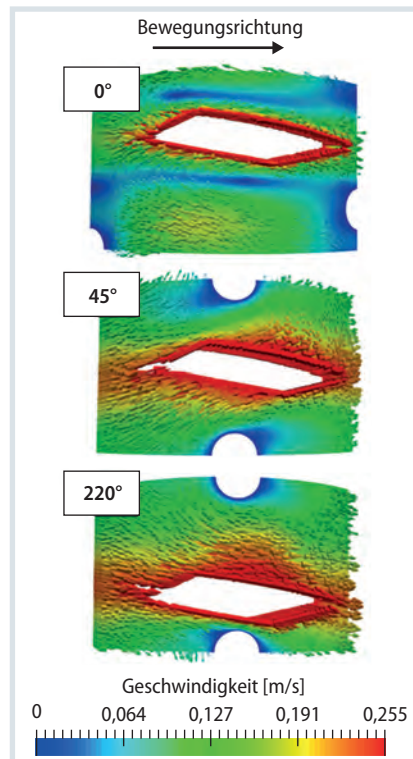 Bewegungsrichtung
0°
45°
220°
Geschwindigkeit [m/s]
0 0,064 0,127 0,191 0,255